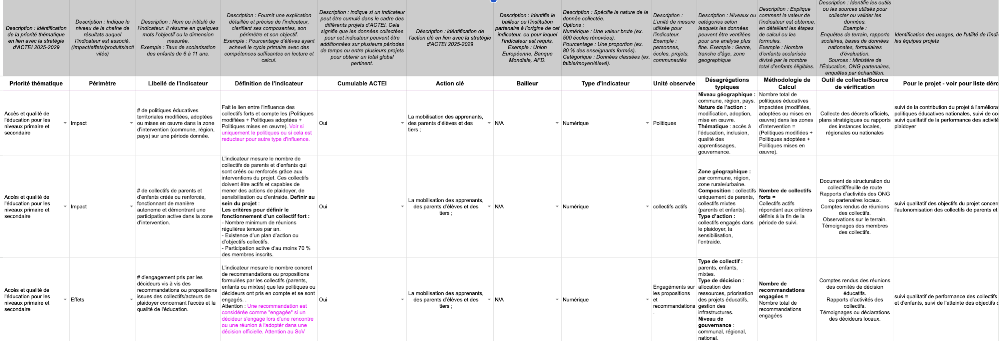 Description : idéntification
de la priorité thématique
en lien avec la stratégie
d'ACTEI 2025-2029
Description : Indique le
niveau de la chaîne de
résultats auquel
l'indicateur est associé.
(Impact/effets/produits/acti
vités)
Description : Nom ou intitulé de
l'indicateur. Il résume en quelques
mots l'objectif ou la dimension
mesurée.
Exemple : Taux de scolarisation
des enfants de 6 à 11 ans.
Description : Fournit une explication
détaillée et précise de l'indicateur,
clarifiant ses composantes, son
périmètre et son objectif.
Exemple : Pourcentage d'élèves ayant
achevé le cycle primaire avec des
compétences suffisantes en lecture et
calcul.
Description : indique si un indicateur
peut être cumulé dans le cadre des
différents projets d'ACTEI. Cela
signifie que les données collectées
pour cet indicateur peuvent être
additionnées sur plusieurs périodes
de temps ou entre plusieurs projets
pour obtenir un total global
pertinent.
Déscription : idéntification de
l'action clé en lien avec la stratégie
d'ACTEI 2025-2029
Description : Identifie le
bailleur ou l'institution
partenaire à l'origine de cet
indicateur, ou pour lequel
l'indicateur est requis.
Exemple : Union
Européenne, Banque
Mondiale, AFD.
Description : Spécifie la nature de la
donnée collectée.
Options :
Numérique : Une valeur brute (ex.
500 écoles rénovées).
Pourcentage : Une proportion (ex.
80 % des enseignants formés).
Catégorique : Données classées (ex.
faible/moyen/élevé).
Description :
L'unité de mesure
utilisée pour
l'indicateur.
Exemple :
personnes,
écoles, projets,
communautés
Description : Niveaux ou
catégories selon
lesquels les données
peuvent être ventilées
pour une analyse plus
fine. Exemple : Genre,
tranche d'âge, zone
geographique
Description : Explique
comment la valeur de
l'indicateur est obtenue,
en détaillant les étapes
de calcul ou les
formules.
Exemple : Nombre
d'enfants scolarisés
divisé par le nombre
total d'enfants éligibles.
Description : Identifie les outils
ou les sources utilisés pour
collecter ou valider les
données.
Exemple :
Enquêtes de terrain, rapports
scolaires, bases de données
nationales, formulaires
d'évaluation.
Sources : Ministère de
l'Éducation, ONG partenaires,
enquêtes par échantillon.
Identification des usages, de l'utilité de l'indi
les équipes projets
Priorité thématique
Périmètre
Libellé de l'indicateur
Définition de l'indicateur
Cumulable ACTEI
Action clé
Bailleur
Type d'indicateur
Unité observée
Désagrégations
typiques
Méthodologie de
Calcul
Outil de collecte/Source
de vérification
Pour le projet - voir pour liste déro
Accès et qualité de
l'éducation pour les
niveaux primaire et
secondaire
Impact
# de politiques éducatives
territoriales modifiées, adoptées
ou mises en œuvre dans la zone
d'intervention (commune, région,
pays) sur une période donnée.
Fait le lien entre l'influence des
collectifs forts et compte les (Politiques
modifiées + Politiques adoptées +
Politiques mises en œuvre). Voir si
uniquement le politiques ou si cela est
reducteur pour autre type d'influence.
Oui
La mobilisation des apprenants,
des parents d'élèves et des
tiers ;
N/A
Numérique
Politiques
Niveau géographique :
commune, région, pays.
Nature de l'action :
modification, adoption,
mise en œuvre.
Thématique : accès à
l'éducation, inclusion,
qualité des
apprentissages,
gouvernance.
Nombre total de
politiques éducatives
impactées (modifiées,
adoptées ou mises en
œuvre) dans les zones
d'intervention =
(Politiques modifiées +
Politiques adoptées +
Politiques mises en
œuvre).
Collecte des décrets officiels,
plans stratégiques ou rapports
des instances locales,
régionales ou nationales
suivi de la contribution du projet à l'améliorat
politiques éducatives nationales, suivi de co
suivi qualitatif de la performance des activité
plaidoyer
Accès et qualité de
l'éducation pour les
niveaux primaire et
secondaire
Impact
# de collectifs de parents et
d'enfants créés ou renforcés,
fonctionnant de manière
autonome et démontrant une
participation active dans la zone
d'intervention.
L'indicateur mesure le nombre de
collectifs de parents et d'enfants qui
sont créés ou renforcés grâce aux
interventions du projet. Ces collectifs
doivent être actifs et capables de
mener des actions de plaidoyer, de
sensibilisation ou d'entraide. Definir au
sein du projet :
Les critères pour définir le
fonctionnement d'un collectif fort :
- Nombre minimum de réunions
régulières tenues par an.
- Existence d'un plan d'action ou
d'objectifs collectifs.
- Participation active d'au moins 70 %
des membres inscrits.
Oui
La mobilisation des apprenants,
des parents d'élèves et des
tiers ;
N/A
Numérique
collectifs actifs
Zone géographique :
par commune, région,
zone rurale/urbaine.
Composition : collectifs
uniquement de parents,
collectifs mixtes
(parents et enfants).
Type d'action :
collectifs engagés dans
le plaidoyer, la
sensibilisation,
l'entraide.
Nombre de collectifs
forts =
Collectifs actifs
répondant aux critères
définis à la fin de la
période de suivi.
Document de structuration du
collectif/feuille de route
Rapports d'activités des ONG
ou partenaires locaux.
Comptes rendus de réunions
des collectifs.
Observations sur le terrain.
Témoignages des membres
des collectifs.
suivi qualitatif des objectifs du projet concern
l'autonomisation des collectifs de parents et
Accès et qualité de
l'éducation pour les
niveaux primaire et
secondaire
Effets
# d'engagement pris par les
décideurs vis à vis des
recommandations ou propositions
issues des collectifs/acteurs de
plaidoyer concernant l'accès et la
qualité de l'éducation.
L'indicateur mesure le nombre concret
de recommandations ou propositions
formulées par les collectifs (parents,
enfants ou mixtes) que les politiques ou
décideurs ont pris en compte et se sont
engagés. .
Attention : Une recommandation est
considérée comme "engagée" si un
décideur s'engage lors d'une rencontre
ou une réunion à l'adoptér dans une
décision officielle. Attention au SoV
Oui
La mobilisation des apprenants,
des parents d'élèves et des
tiers ;
N/A
Numérique
Engagéments sur
les propositions
et
recommandations
.
Type de collectif :
parents, enfants,
mixtes.
Type de décision :
allocation des
ressources, priorisation
des projets éducatifs,
gestion des
infrastructures.
Niveau de
gouvernance :
communal, régional,
national.
Nombre de
recommandations
engagées =
Nombre total de
recommandations
engagées
Comptes rendus des réunions
des comités de décision
éducatifs.
Rapports d'activités des
collectifs.
Témoignages ou déclarations
des décideurs locaux.
suivi qualitatif de performance des collectifs
et d'enfants, suivi de l'atteinte des objectifs d